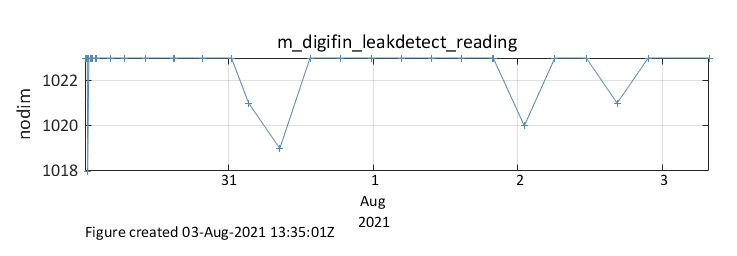 m_digifin_leakdetect_reading
nodim
1022
1020
1018
31
1
2
3
Aug
2021
Figure created 03-Aug-2021 13:35:01Z